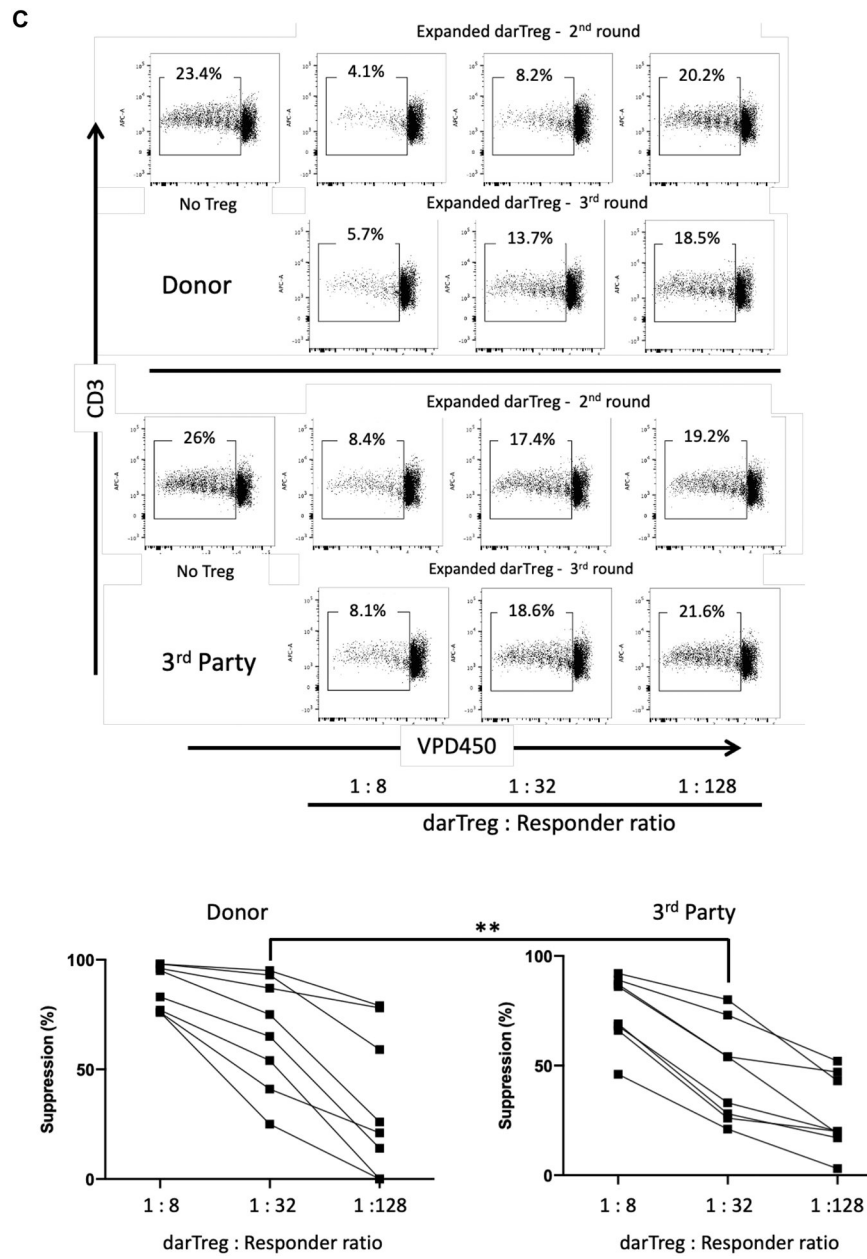 C
Expanded darTreg - 2nd round
23.4%
4.1%
8.2%
20.2%
No Treg
Expanded darTreg - 3rd round
Donor
5.7%
13.7%
18.5%
CD3
Expanded darTreg - 2nd round
26%
8.4%
17.4%
19.2%
No Treg
Expanded darTreg - 3rd round
3rd Party
8.1%
18.6%
21.6%
VPD450
1 : 8 1 : 32 1 :128
darTreg : Responder ratio
Donor
3rd Party
**
Suppression (%)
100
50
0
1 : 8 1 : 32 1 :128
darTreg : Responder ratio
Suppression (%)
100
50
0
1 : 8 1 : 32 1 :128
darTreg : Responder ratio